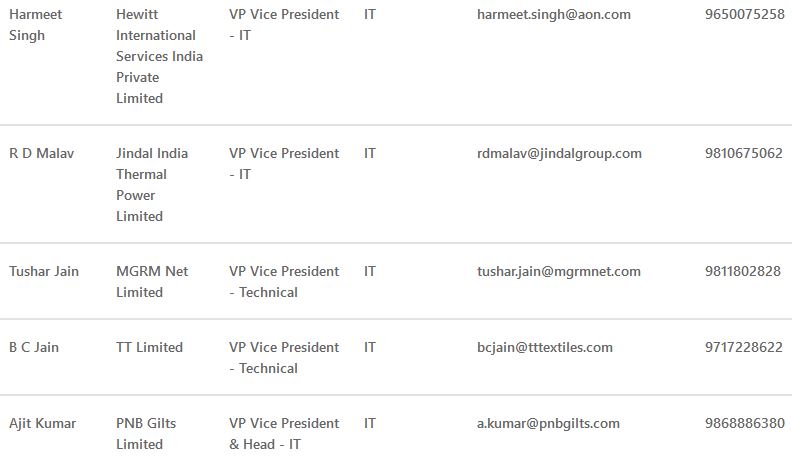 Harmeet Hewitt VP Vice President IT harmeet.singh@aon.com 9650075258
Singh International - IT
Services India
Private
Limited
R D Malav Jindal India VP Vice President IT rdmalav@jindalgroup.com 9810675062
Thermal - IT
Power
Limited
Tushar Jain MGRM Net VP Vice President IT tushar.jain@mgrmnet.com 9811802828
Limited - Technical
B C Jain TT Limited VP Vice President IT bcjain@tttextiles.com 9717228622
- Technical
Ajit Kumar PNB Gilts VP Vice President IT a.kumar@pnbgilts.com 9868886380
Limited & Head - IT